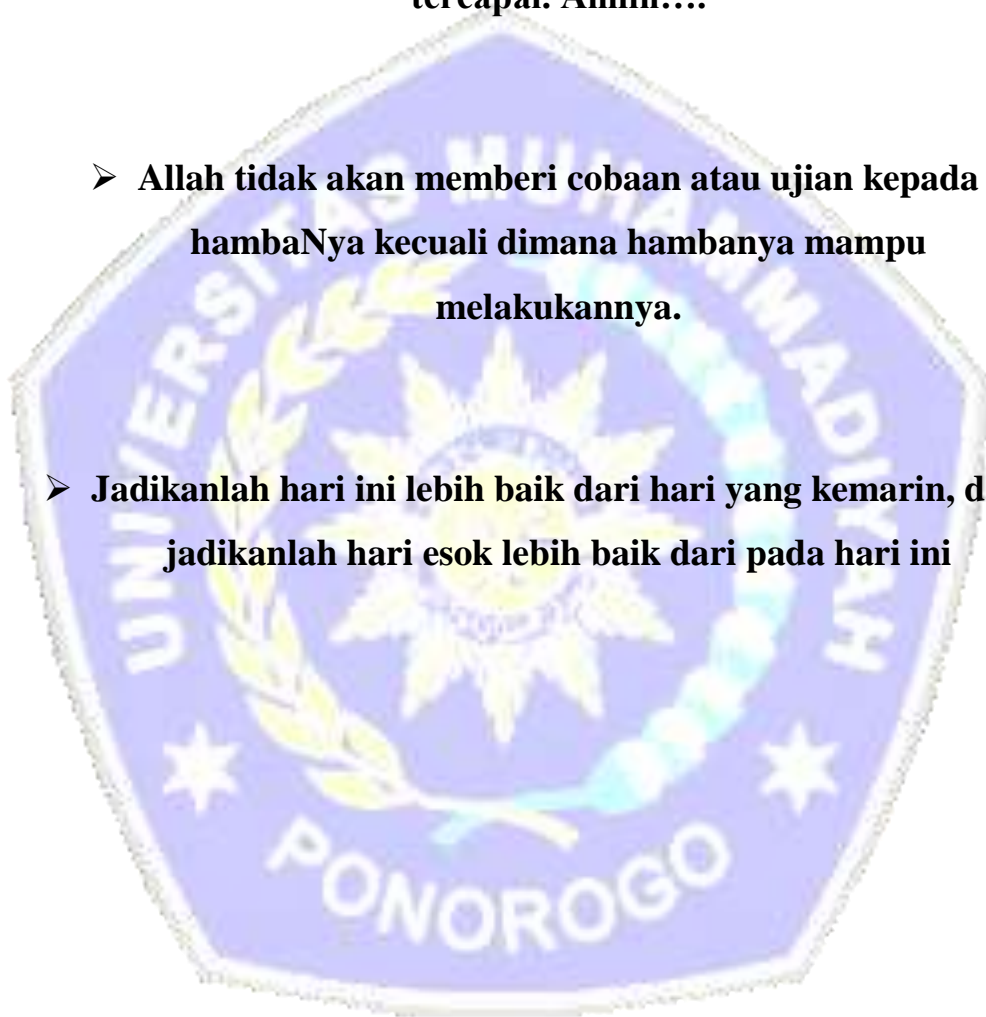 tercapai. Amiin….
➢ Allah tidak akan memberi cobaan atau ujian kepada
hambaNya kecuali dimana hambanya mampu
melakukannya.
➢ Jadikanlah hari ini lebih baik dari hari yang kemarin, d
jadikanlah hari esok lebih baik dari pada hari ini
UNIVERSITAS MUHAMMADIYAH
PONOROGO